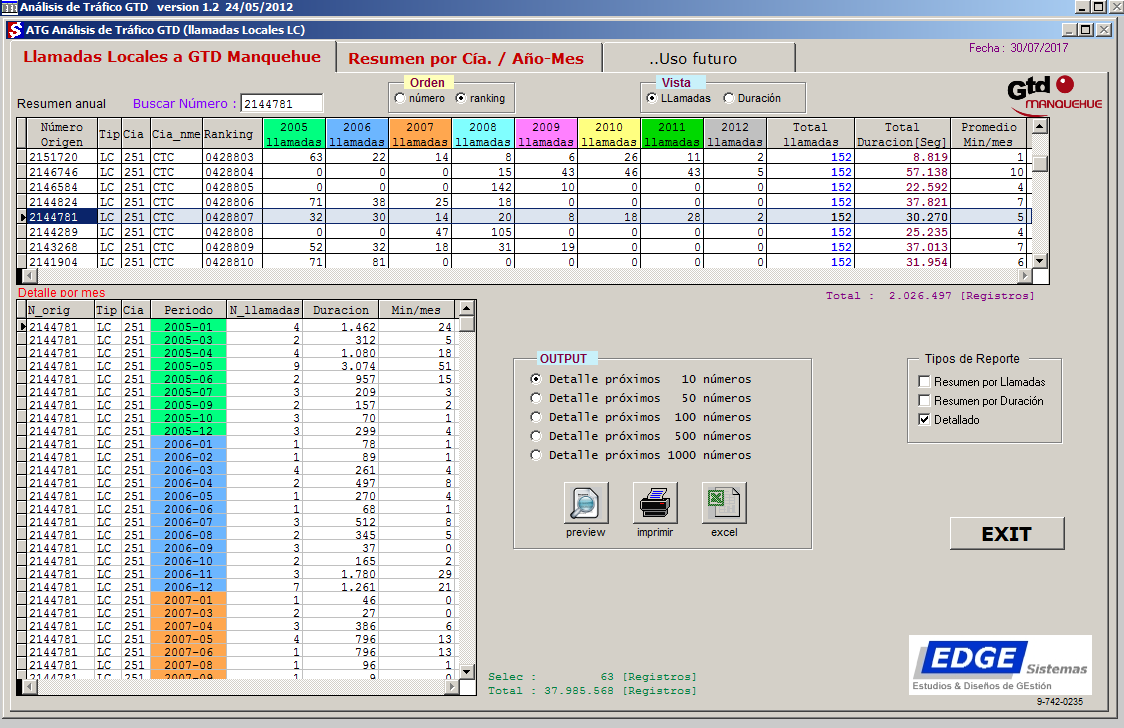 Análisis de Tráfico GTD version 1.2 24/05/2012
ATG Análisis de Tráfico GTD (llamadas Locales LC)
Llamadas Locales a GTD Manquehue
Resumen por Cía. / Año-Mes
..Uso futuro
Fecha : 30/07/2017
Resumen anual
Buscar Número :
2144781
Orden
número
ranking
Vista
LLamadas
Duración
Gtd
MANQUEHUE
Número Origen Tip Cia Cia_nme Ranking 2005 llamadas 2006 llamadas 2007 llamadas 2008 llamadas 2009 llamadas 2010 llamadas 2011 llamadas 2012 llamadas Total llamadas Total Duracion[Seg] Promedio Min/mes
2151720 LC 251 CTC 0428803 63 22 14 8 6 26 11 2 152 8.819 1
2146746 LC 251 CTC 0428804 0 0 0 15 43 46 43 5 152 57.138 10
2146584 LC 251 CTC 0428805 0 0 0 142 10 0 0 0 152 22.592 4
2144824 LC 251 CTC 0428806 71 38 25 18 0 0 0 0 152 37.821 7
2144781 LC 251 CTC 0428807 32 30 14 20 8 18 28 2 152 30.270 5
2144289 LC 251 CTC 0428808 0 0 47 105 0 0 0 0 152 25.235 4
2143268 LC 251 CTC 0428809 52 32 18 31 19 0 0 0 152 37.013 7
2141904 LC 251 CTC 0428810 71 81 0 0 0 0 0 0 152 31.954 6
Detalle por mes
Total : 2.026.497 [Registros]
N_orig Tip Cia Periodo N_llamadas Duracion Min/mes
2144781 LC 251 2005-01 4 1.462 24
2144781 LC 251 2005-03 2 312 5
2144781 LC 251 2005-04 4 1.080 18
2144781 LC 251 2005-05 9 3.074 51
2144781 LC 251 2005-06 2 957 15
2144781 LC 251 2005-07 3 209 3
2144781 LC 251 2005-09 2 157 2
2144781 LC 251 2005-10 3 70 1
2144781 LC 251 2005-12 3 299 4
2144781 LC 251 2006-01 1 78 1
2144781 LC 251 2006-02 1 89 1
2144781 LC 251 2006-03 4 261 4
2144781 LC 251 2006-04 2 497 8
2144781 LC 251 2006-05 1 270 4
2144781 LC 251 2006-06 1 68 1
2144781 LC 251 2006-07 3 512 8
2144781 LC 251 2006-08 2 345 5
2144781 LC 251 2006-09 3 37 0
2144781 LC 251 2006-10 2 165 2
2144781 LC 251 2006-11 3 1.780 29
2144781 LC 251 2006-12 7 1.261 21
2144781 LC 251 2007-01 1 46 0
2144781 LC 251 2007-03 2 27 0
2144781 LC 251 2007-04 3 386 6
2144781 LC 251 2007-05 4 796 13
2144781 LC 251 2007-06 1 796 13
2144781 LC 251 2007-08 1 96 1
2144781 LC 251 2007-09 1 9 0
OUTPUT
Detalle próximos 10 números
Detalle próximos 50 números
Detalle próximos 100 números
Detalle próximos 500 números
Detalle próximos 1000 números
preview
imprimir
excel
Tipos de Reporte
Resumen por Llamadas
Resumen por Duración
Detallado
EXIT
EDGE Sistemas
Estudios & Diseños de GEstión
9-742-0235
Selec : 63 [Registros]
Total : 37.985.568 [Registros]